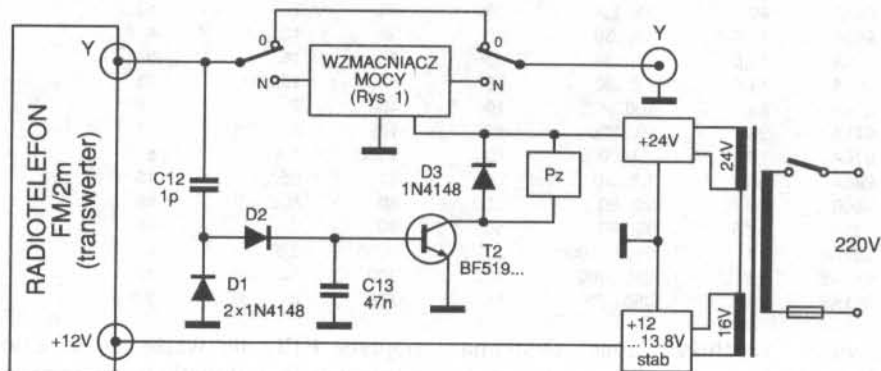 RADIOTELEFON
FM/2m
(transwerter)
Y
+12V
0
N
WZMACNIACZ
MOCY
(Rys 1)
0
N
Y
C12
1p
D2
D1
2x1N4148
C13
47n
D3
1N4148
Pz
T2
BF519...
+24V
24V
+12
...13.8V
stab
16V
220V